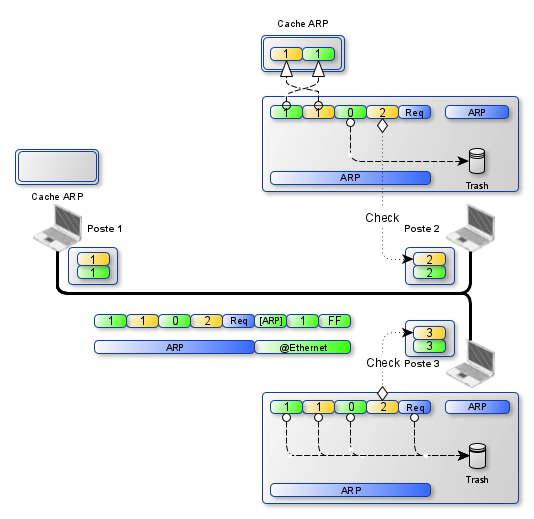 Cache ARP
1 1
1 1 0 2 Req ARP
Trash
ARP
Cache ARP
Check
Poste 1
Poste 2
1
1
2
2
1 1 0 2 Req [ARP] 1 FF
ARP @Ethernet
3
3
Check Poste 3
1 1 0 2 Req ARP
Trash
ARP